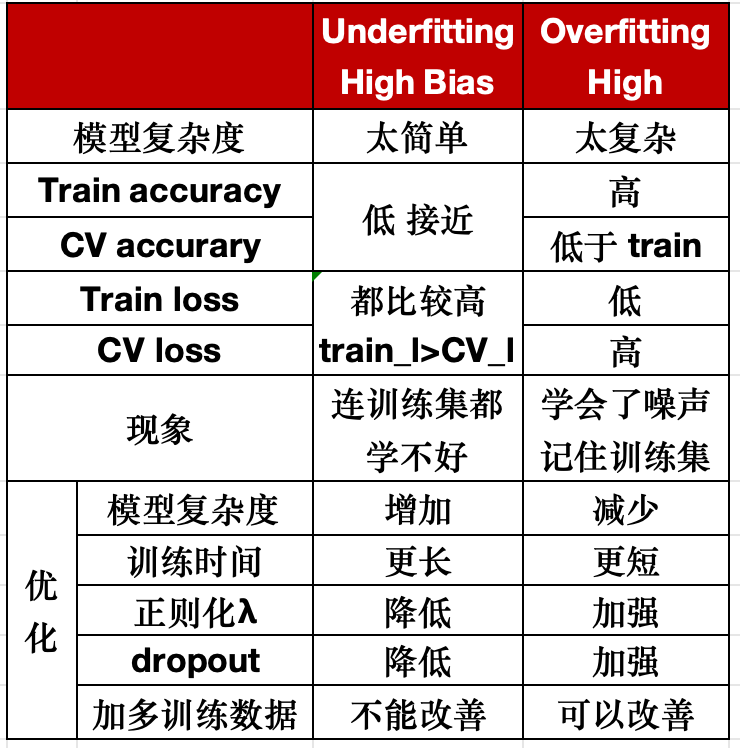 Underfitting
High Bias
Overfitting
High
模型复杂度
太简单
太复杂
Train accuracy
低 接近
高
CV accurary
低于 train
Train loss
都比较高
train_l>CV_l
低
CV loss
高
现象
连训练集都
学不好
学会了噪声
记住训练集
优
化
模型复杂度
增加
减少
训练时间
更长
更短
正则化λ
降低
加强
dropout
降低
加强
加多训练数据
不能改善
可以改善